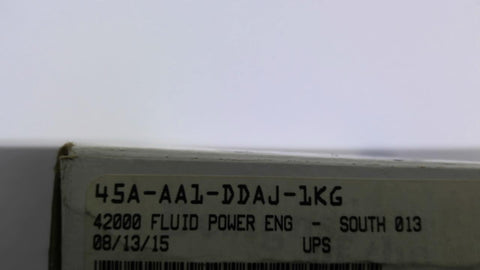 45A-AA1-DDAJ-1KG
42000 FLUID POWER ENG - SOUTH 013
08/13/15 UPS